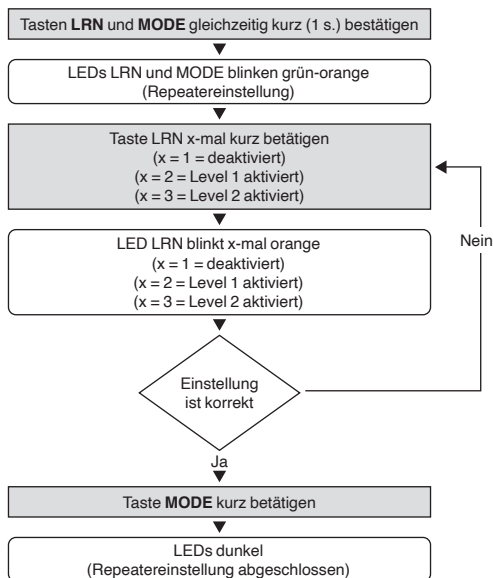 Tasten LRN und MODE gleichzeitig kurz (1 s.) bestätigen
LEDs LRN und MODE blinken grün-orange
(Repeatereinstellung)
Taste LRN x-mal kurz betätigen
(x = 1 = deaktiviert)
(x = 2 = Level 1 aktiviert)
(x = 3 = Level 2 aktiviert)
LED LRN blinkt x-mal orange
(x = 1 = deaktiviert)
(x = 2 = Level 1 aktiviert)
(x = 3 = Level 2 aktiviert)
Nein
Einstellung
ist korrekt
Ja
Taste MODE kurz betätigen
LEDs dunkel
(Repeatereinstellung abgeschlossen)